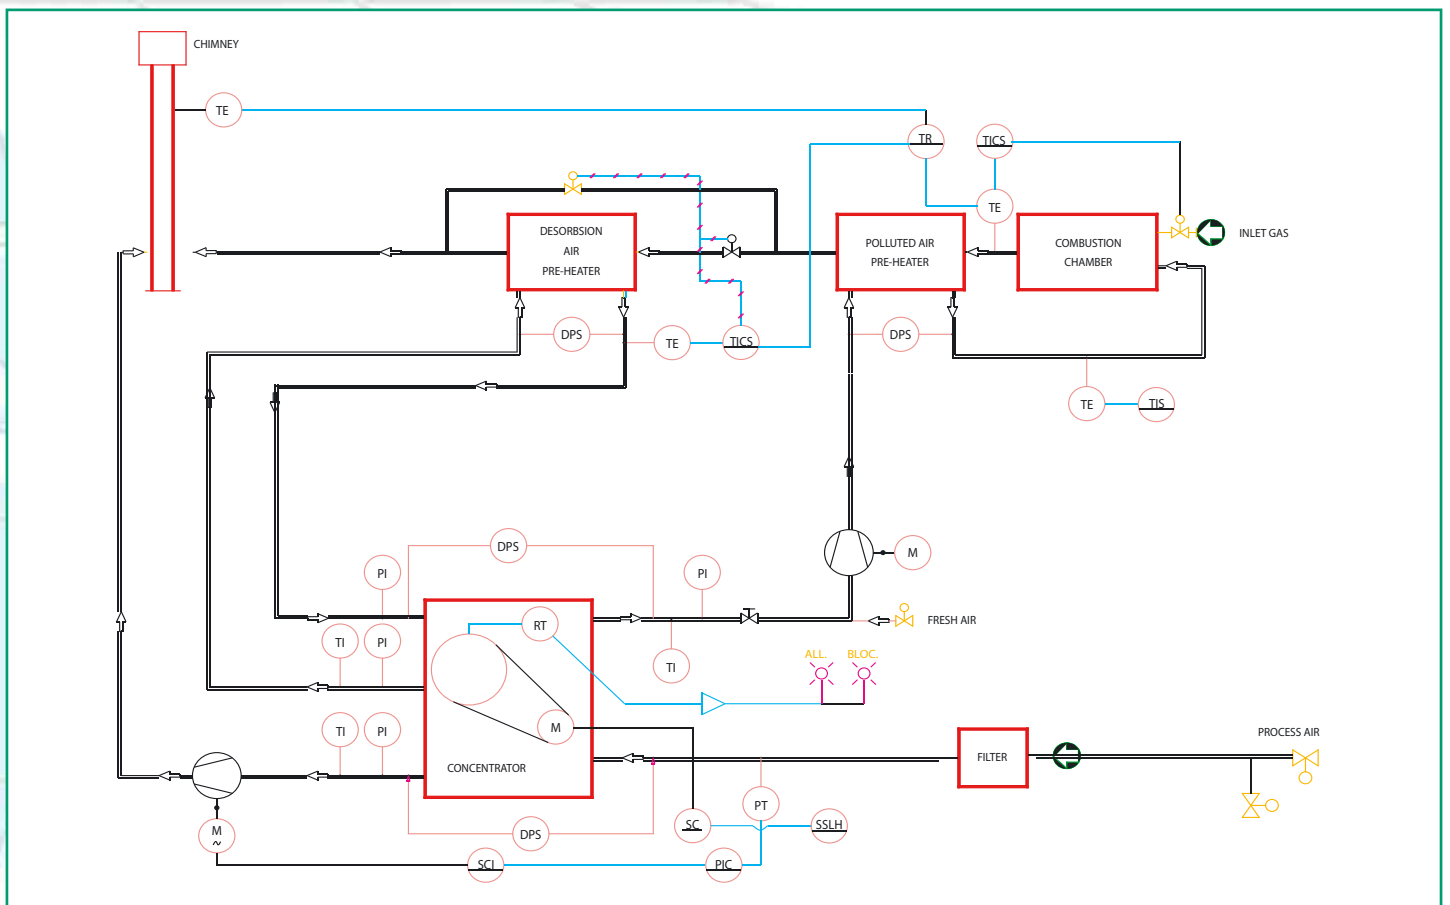 CHIMNEY
TE
TR
TICS
TE
INLET GAS
DESORBSION
AIR
PRE-HEATER
POLLUTED AIR
PRE-HEATER
COMBUSTION
CHAMBER
DPS
TE
TICS
DPS
TE
TIS
DPS
M
PI
PI
RT
FRESH AIR
TI
PI
TI
ALL.
BLOC.
TI
PI
M
CONCENTRATOR
FILTER
PROCESS AIR
PT
M
~
DPS
SC
SSLH
SCI
PIC